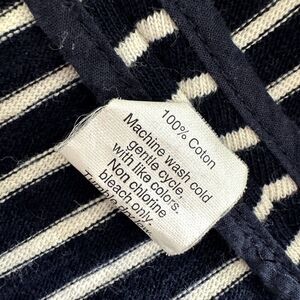 100% Coton
Machine wash cold
gentle cycle,
with like colors.
Non chlorine
bleach only.